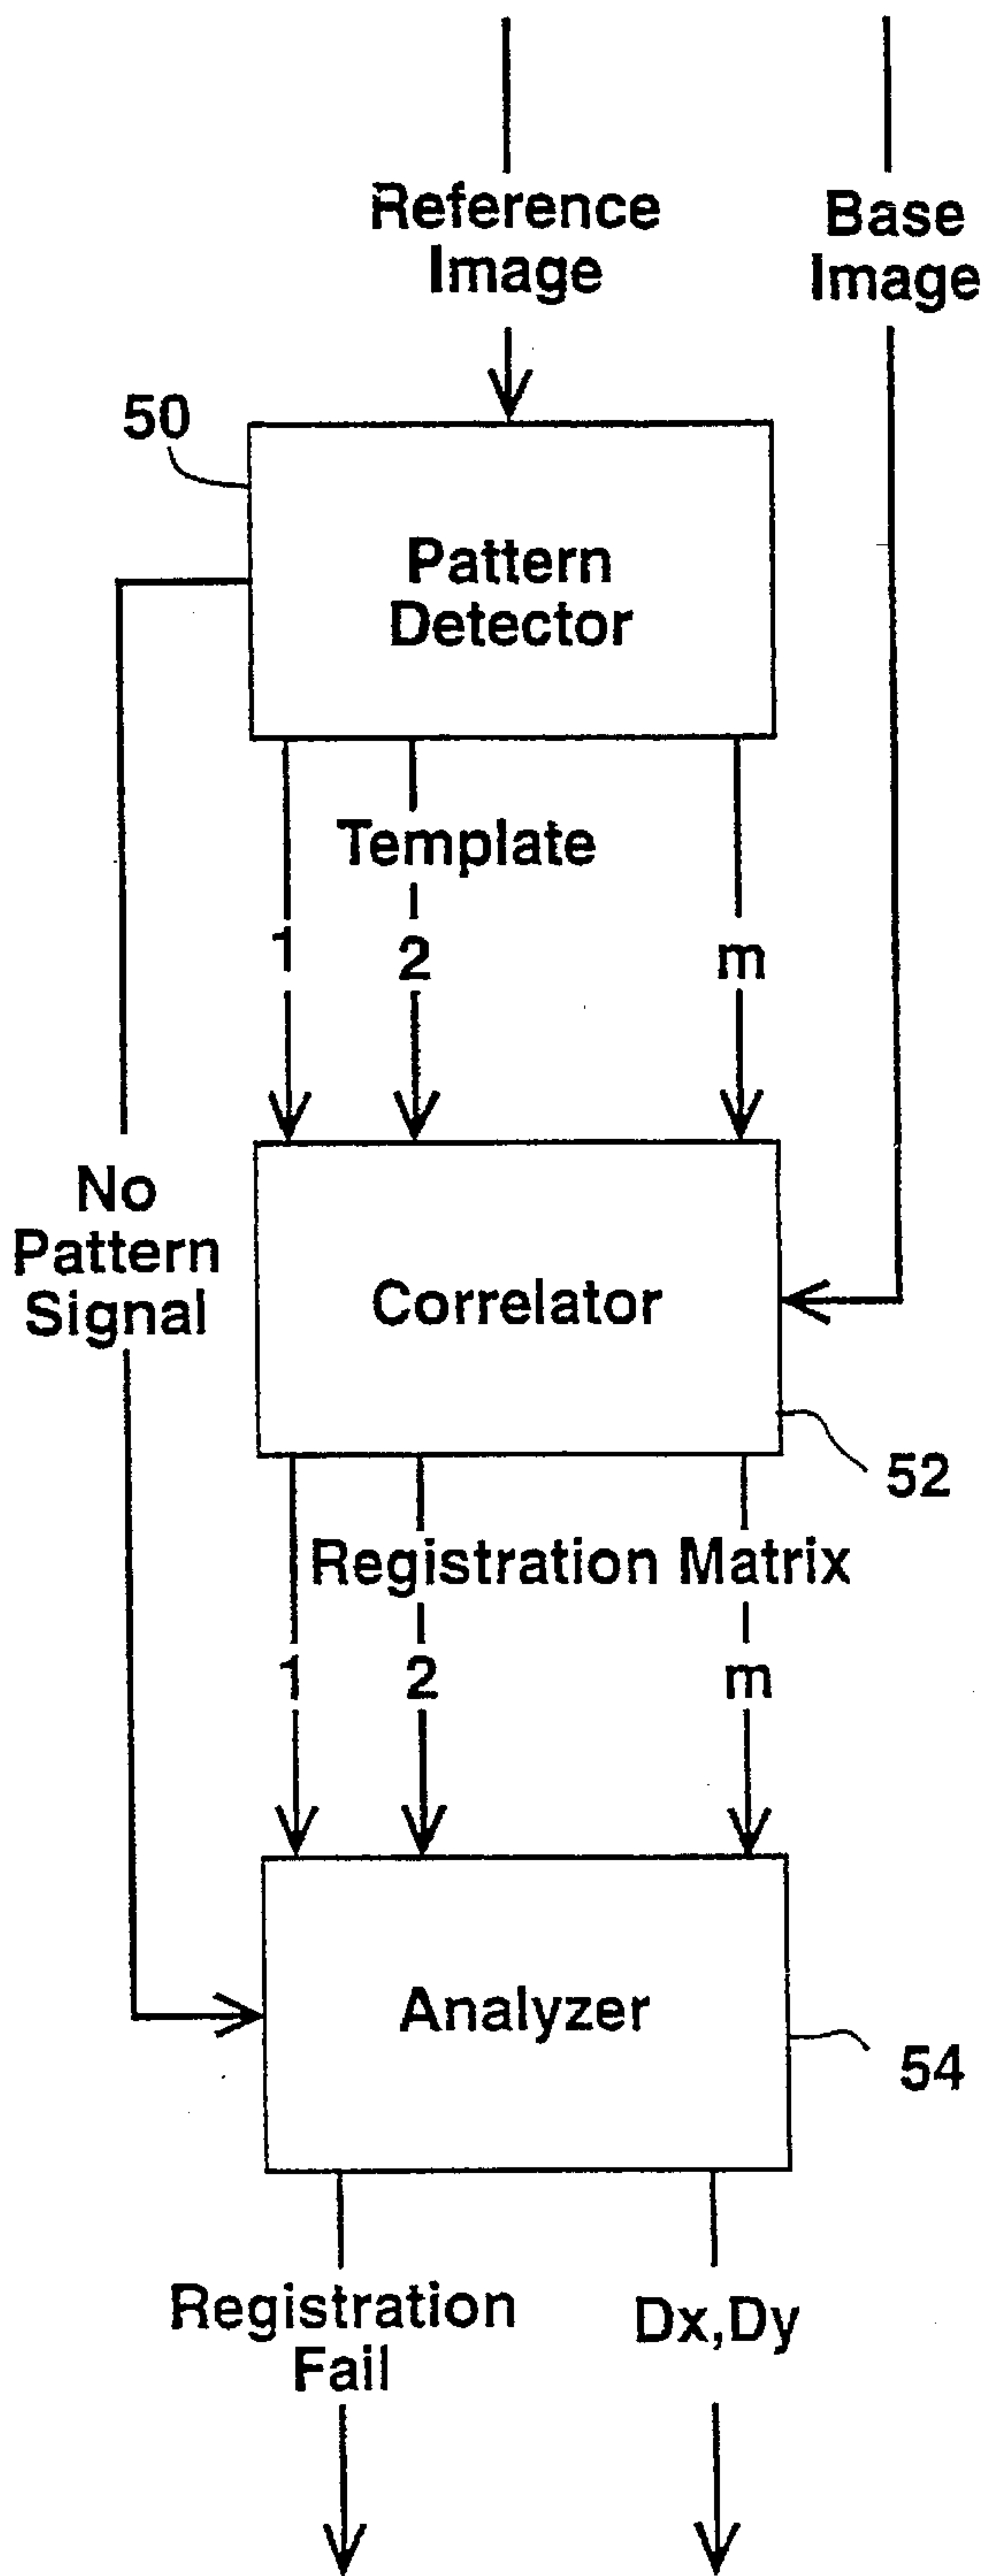 Reference
Image
Base
Image
50
Pattern
Detector
Template
1
2
m
No
Pattern
Signal
Correlator
52
Registration Matrix
1
2
m
Analyzer
54
Registration
Fail
Dx,Dy